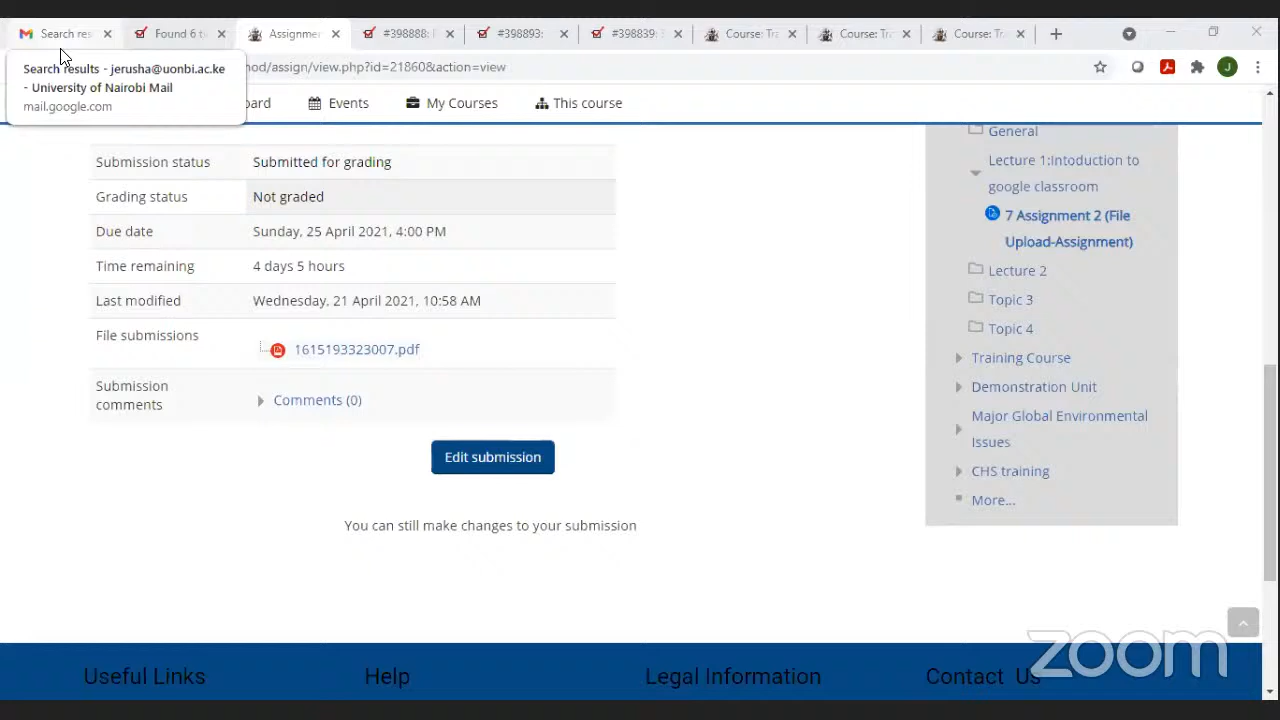 Search res
Found 6 t
Assignme
#398888:
#398893:
#398839:
Course: Tr
Course: Tr
Course: Tr
Search results - jerusha@uonbi.ac.ke
- University of Nairobi Mail
mail.google.com
od/assign/view.php?id=21860&action=view
J
oard
Events
My Courses
This course
Submission status Submitted for grading
Grading status Not graded
Due date Sunday, 25 April 2021, 4:00 PM
Time remaining 4 days 5 hours
Last modified Wednesday, 21 April 2021, 10:58 AM
File submissions
1615193323007.pdf
Submission
comments
Comments (0)
Edit submission
You can still make changes to your submission
General
Lecture 1:Intoduction to
google classroom
7 Assignment 2 (File
Upload-Assignment)
Lecture 2
Topic 3
Topic 4
Training Course
Demonstration Unit
Major Global Environmental
Issues
CHS training
More...
zoom
Useful Links
Help
Legal Information
Contact Us